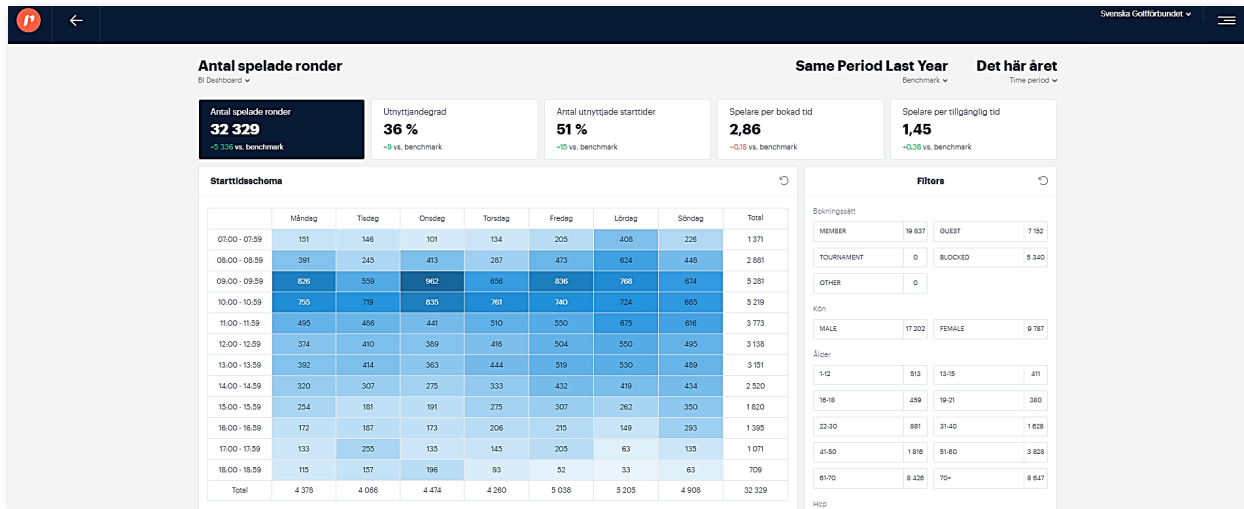 Svenska Golfförbundet
Antal spelade ronder
BI Dashboard
Same Period Last Year
Benchmark
Det här året
Time period
Antal spelade ronder
32 329
+5 336 vs. benchmark
Utnyttjandegrad
36 %
+9 vs. benchmark
Antal utnyttjade starttider
51 %
+15 vs. benchmark
Spelare per bokad tid
2,86
-0,18 vs. benchmark
Spelare per tillgänglig tid
1,45
+0,38 vs. benchmark
Starttidsschema
Måndag Tisdag Onsdag Torsdag Fredag Lördag Söndag Total
07:00 - 07:59 151 146 101 134 205 408 226 1 371
08:00 - 08:59 391 245 413 287 473 624 448 2 881
09:00 - 09:59 826 559 962 656 836 768 674 5 281
10:00 - 10:59 755 719 835 761 740 724 685 5 219
11:00 - 11:59 495 486 441 510 550 675 616 3 773
12:00 - 12:59 374 410 389 416 504 550 495 3 138
13:00 - 13:59 392 414 363 444 519 530 489 3 151
14:00 - 14:59 320 307 275 333 432 419 434 2 520
15:00 - 15:59 254 181 191 275 307 262 350 1 820
16:00 - 16:59 172 187 173 206 215 149 293 1 395
17:00 - 17:59 133 255 135 145 205 63 135 1 071
18:00 - 18:59 115 157 196 93 52 33 63 709
Total 4 378 4 066 4 474 4 260 5 038 5 205 4 908 32 329
Filters
Bokningssätt
MEMBER 19 837 GUEST 7 152
TOURNAMENT 0 BLOCKED 5 340
OTHER 0
Kön
MALE 17 202 FEMALE 9 787
Ålder
1-12 513 13-15 411
16-18 459 19-21 380
22-30 881 31-40 1 628
41-50 1 816 51-60 3 828
61-70 8 426 70+ 8 647
Hcp